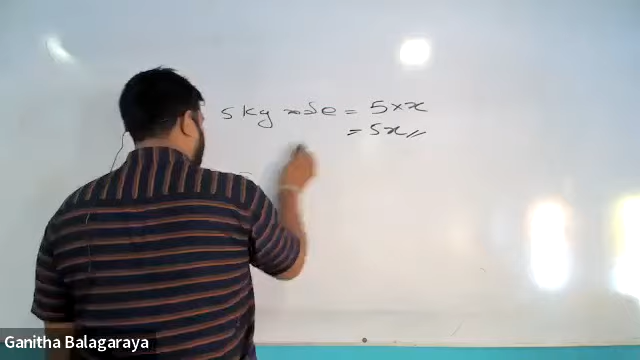 5 kg = 5 × x
= 5x //
Ganitha Balagaraya